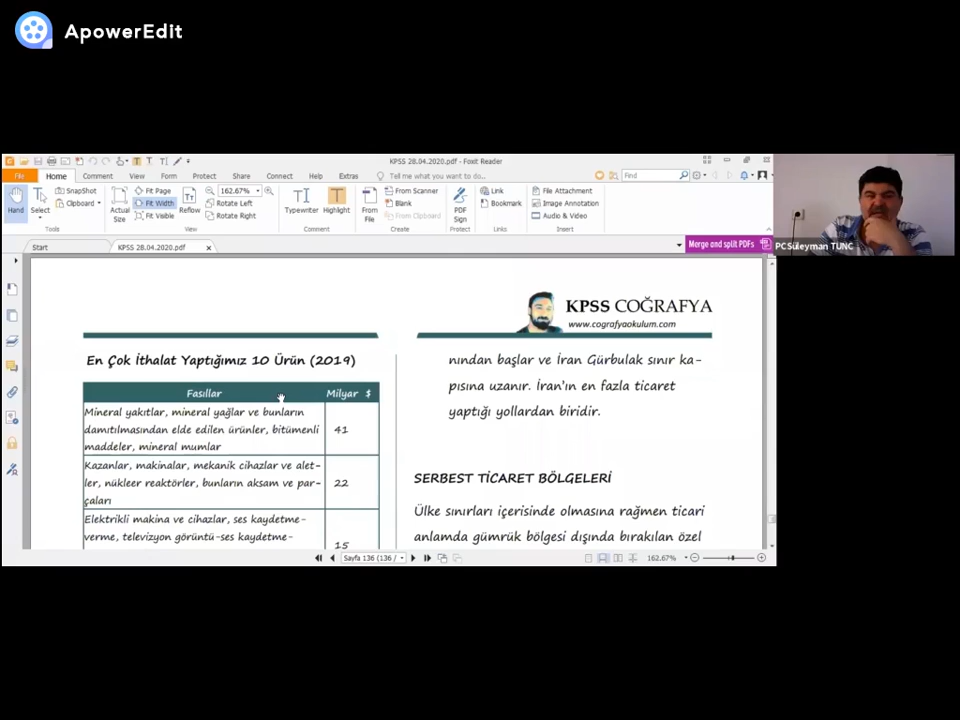 ApowerEdit
KPSS 28.04.2020.pdf - Foxit Reader
File Home Comment View Form Protect Share Connect Help Extras Tell me what you want to do.. Find
Hand
Select
SnapShot
Clipboard
Tools
Actual Size
Fit Page
Fit Width
Fit Visible
Reflow
162.67%
Rotate Left
Rotate Right
View
Typewriter
Highlight
Comment
From File
From Scanner
Blank
From Clipboard
Create
PDF Sign
Protect
Link
Bookmark
Links
File Attachment
Image Annotation
Audio & Video
Insert
Start KPSS 28.04.2020.pdf
Merge and split PDFs
PCSüleyman TUNC
KPSS COĞRAFYA
www.cografyaokulum.com
En Çok İthalat Yaptığımız 10 Ürün (2019)
Fasıllar Milyar $
Mineral yakıtlar, mineral yağlar ve bunların
damıtılmasından elde edilen ürünler, bitümenli 41
maddeler, mineral mumlar
Kazanlar, makinalar, mekanik cihazlar ve alet-
ler, nükleer reaktörler, bunların aksam ve par- 22
çaları
Elektrikli makina ve cihazlar, ses kaydetme-
verme, televizyon görüntü-ses kaydetme-
15
nından başlar ve İran Gürbulak sınır ka-
pısına uzanır. İran'ın en fazla ticaret
yaptığı yollardan biridir.
SERBEST TİCARET BÖLGELERİ
Ülke sınırları içerisinde olmasına rağmen ticari
anlamda gümrük bölgesi dışında bırakılan özel
Sayfa 136 (136 /
162.67%